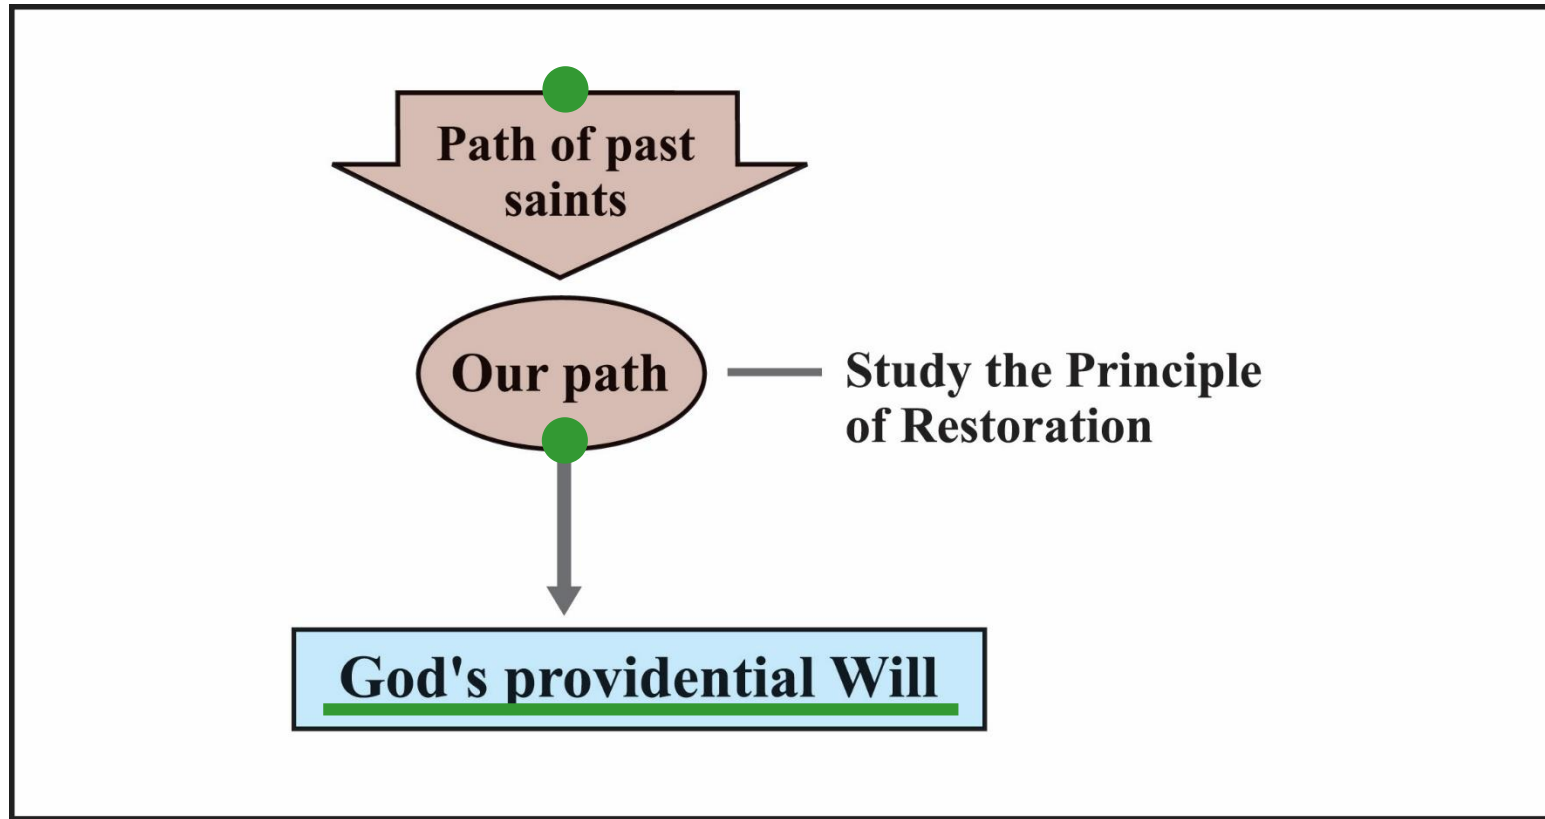 Path of past
saints
Our path
Study the Principle
of Restoration
God's providential Will